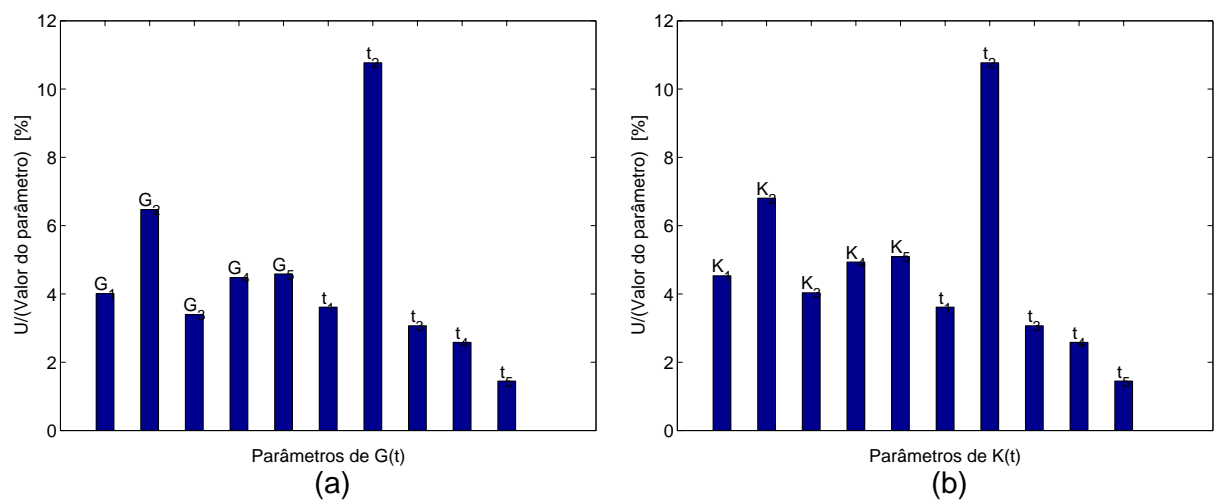 12
10
8
6
4
2
0
U/(Valor do parâmetro) [%]
G₁
G₂
G₃
G₄
G₅
t₁
t₂
t₃
t₄
t₅
Parâmetros de G(t)
(a)
12
10
8
6
4
2
0
U/(Valor do parâmetro) [%]
K₁
K₂
K₃
K₄
K₅
t₁
t₂
t₃
t₄
t₅
Parâmetros de K(t)
(b)